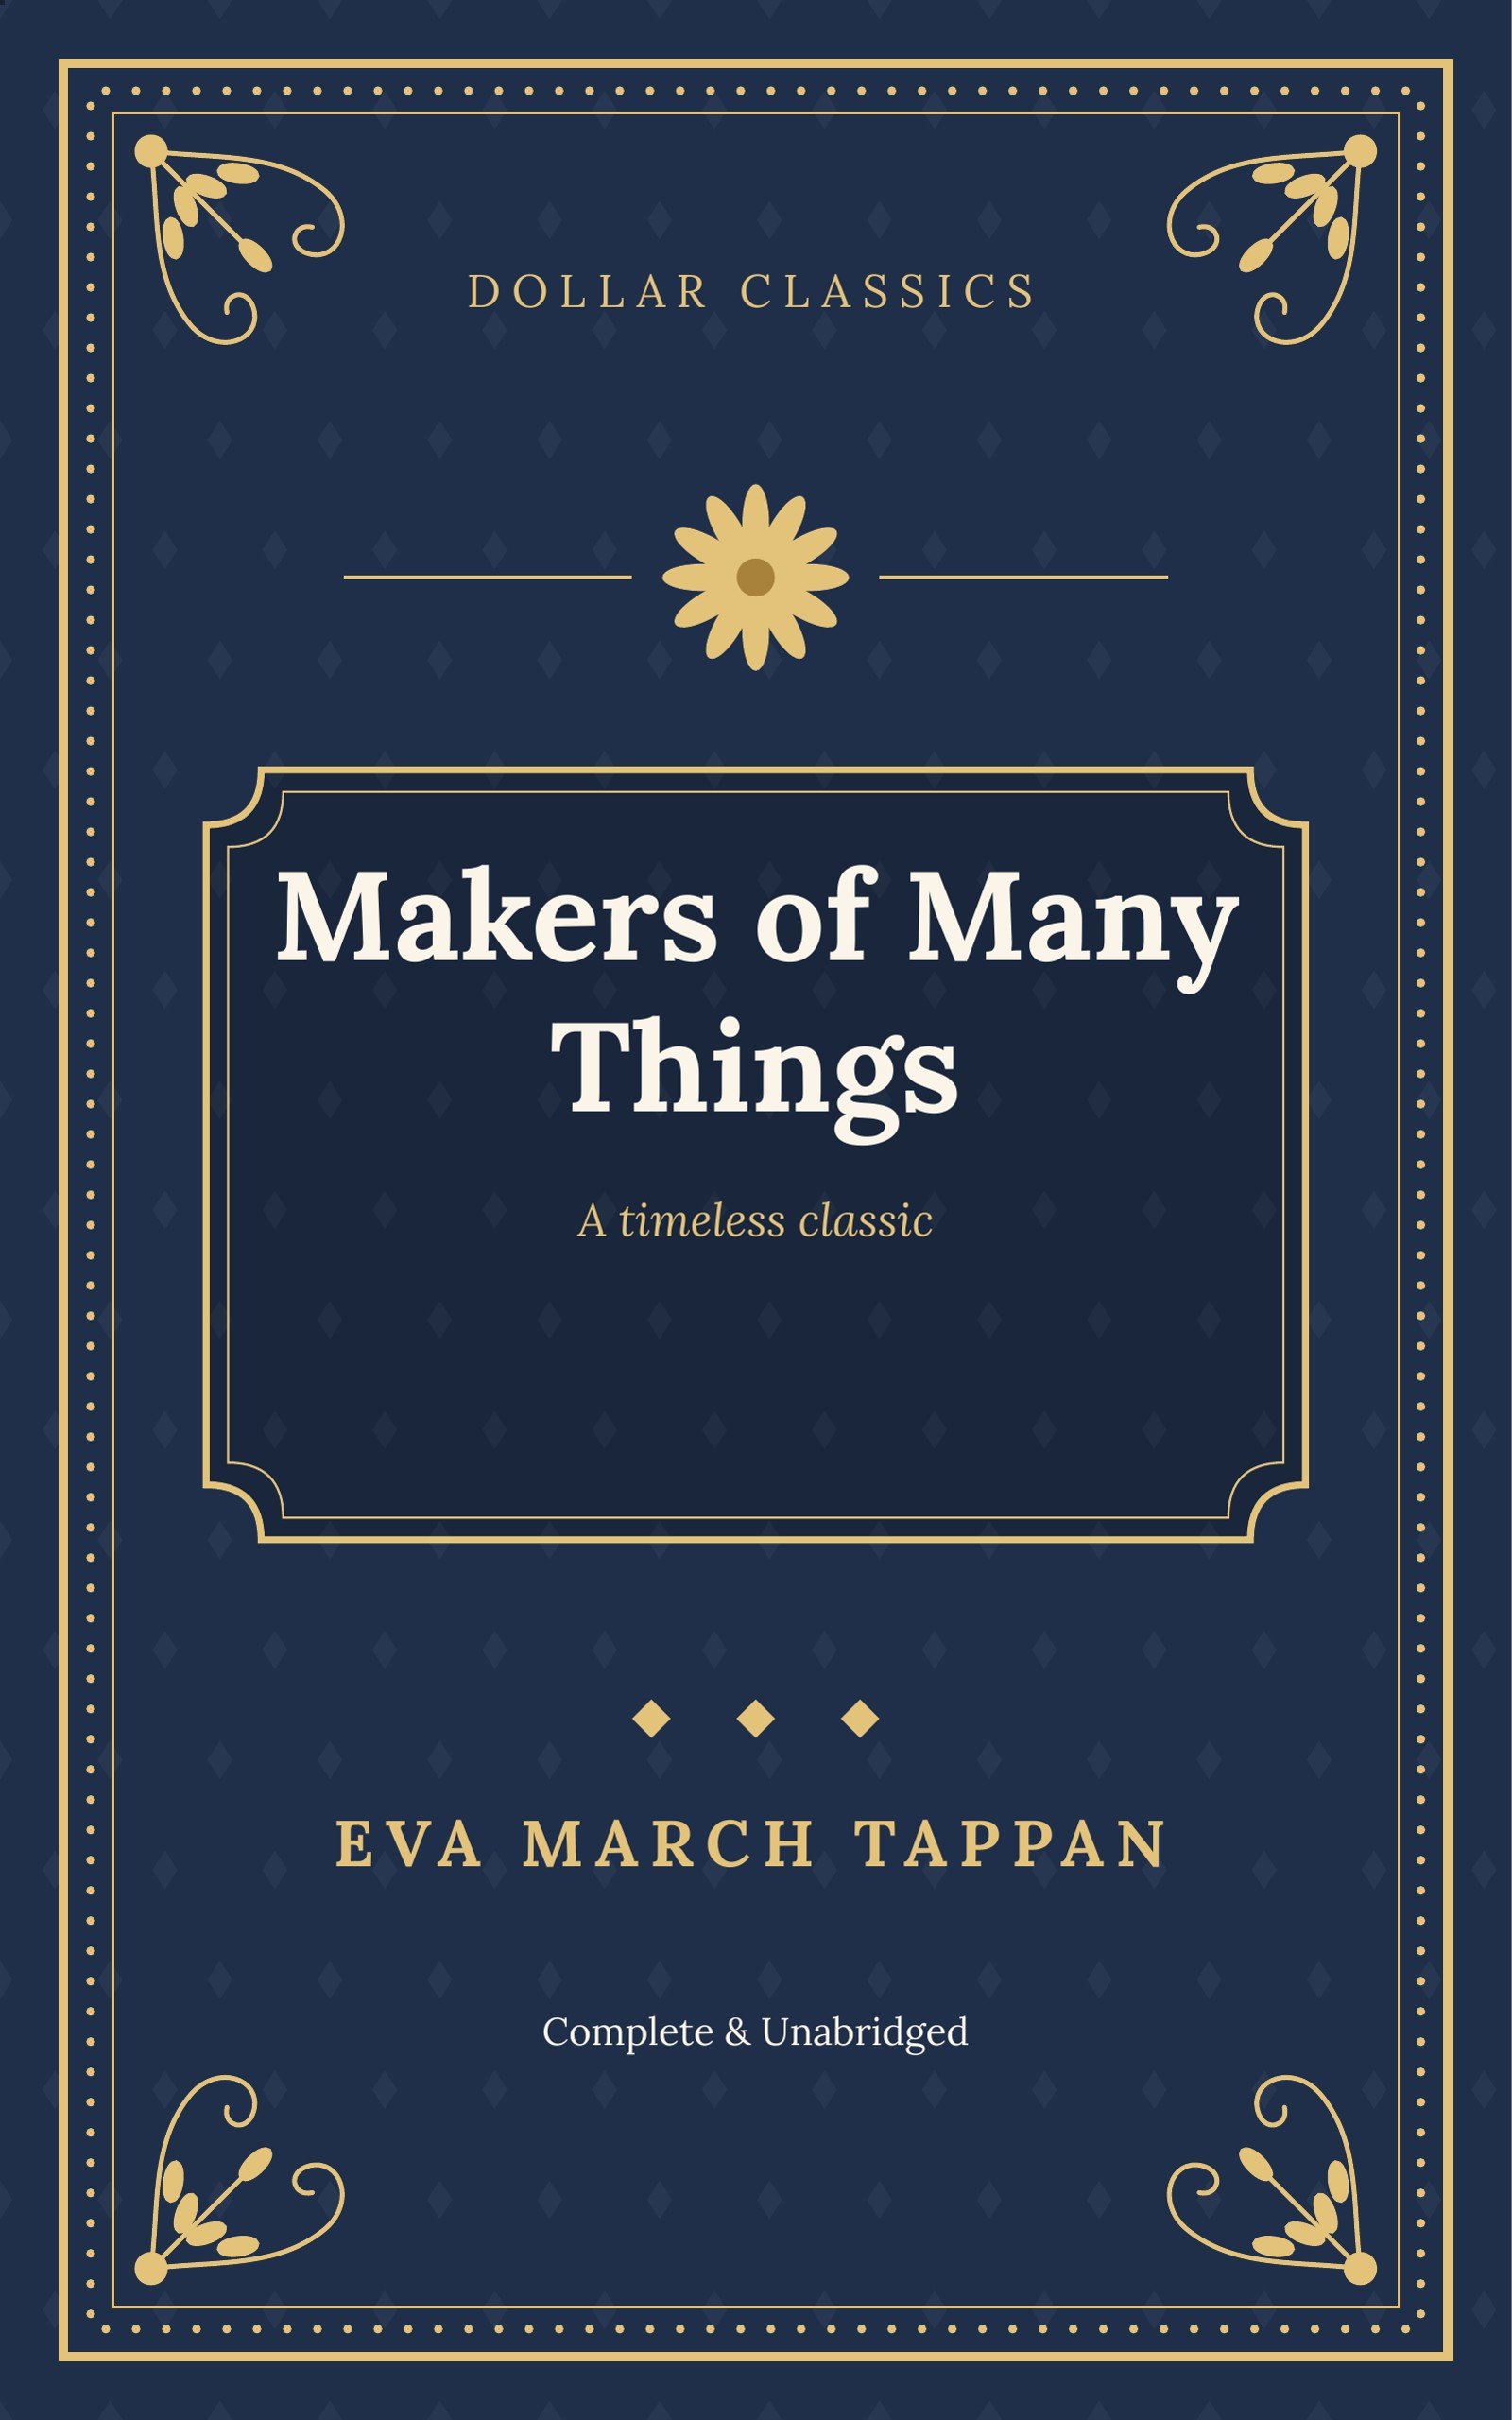 DOLLAR CLASSICS
Makers of Many
Things
A timeless classic
EVA MARCH TAPPAN
Complete & Unabridged